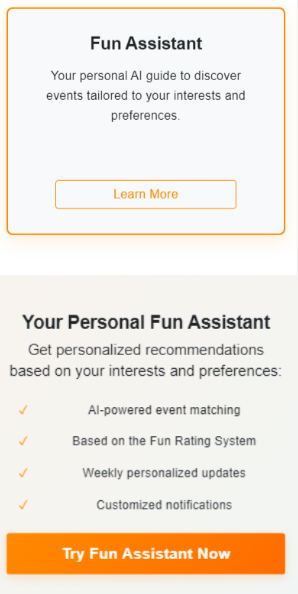 Fun Assistant
Your personal AI guide to discover
events tailored to your interests and
preferences.
Learn More
Your Personal Fun Assistant
Get personalized recommendations
based on your interests and preferences:
✓ AI-powered event matching
✓ Based on the Fun Rating System
✓ Weekly personalized updates
✓ Customized notifications
Try Fun Assistant Now